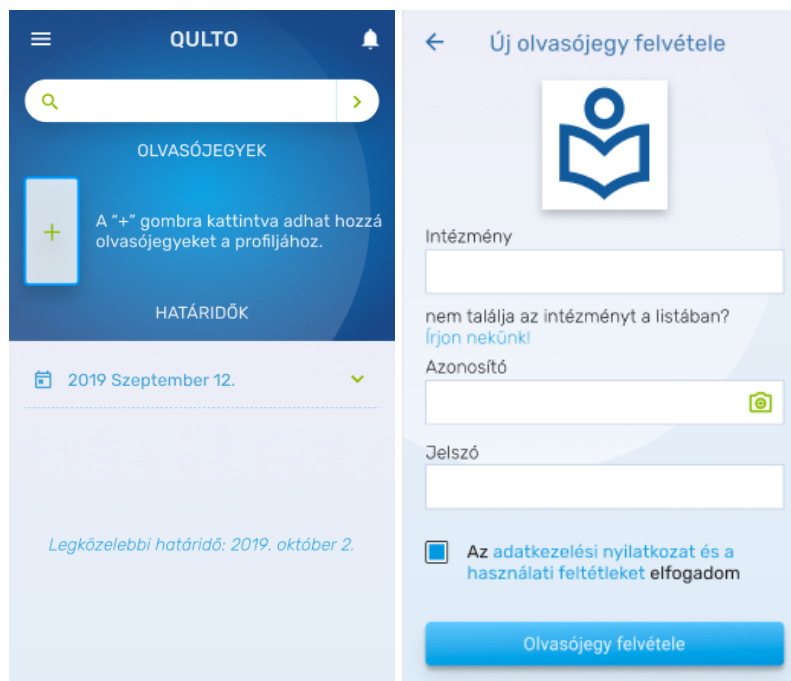 QULTO
OLVASÓJEGYEK
+
A "+" gombra kattintva adhat hozzá
olvasójegyeket a profiljához.
HATÁRIDŐK
2019 Szeptember 12.
Legközelebbi határidő: 2019. október 2.
Új olvasójegy felvétele
Intézmény
nem találja az intézményt a listában?
Írjon nekünk!
Azonosító
Jelszó
Az adatkezelési nyilatkozat és a
használati feltétleket elfogadom
Olvasójegy felvétele